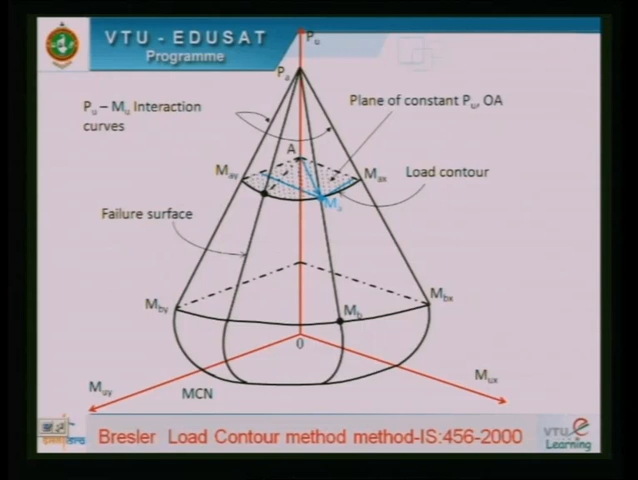 VTU - EDUSAT
Programme
Pu
Pa
Pu – Mu Interaction
curves
Plane of constant Pu, OA
A
May
Max
Load contour
Ma
Failure surface
Mby
Mbx
Mb
0
Muy
MCN
Mux
Bresler Load Contour method method-IS:456-2000
VTU e
Learning